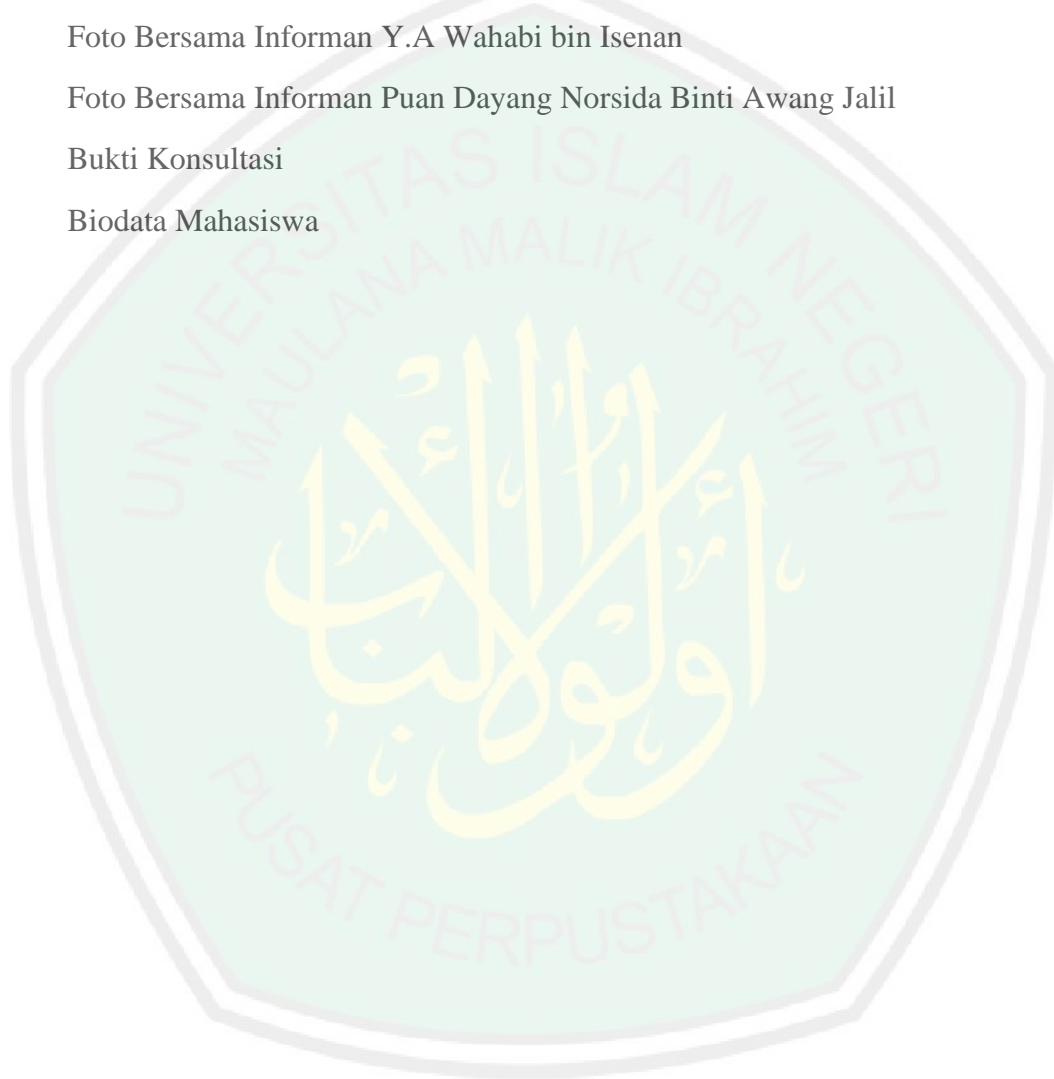 Foto Bersama Informan Y.A Wahabi bin Isenan
Foto Bersama Informan Puan Dayang Norsida Binti Awang Jalil
Bukti Konsultasi
Biodata Mahasiswa
UNIVERSITAS ISLAM NEGERI
MAULANA MALIK IBRAHIM
PUSAT PERPUSTAKAAN